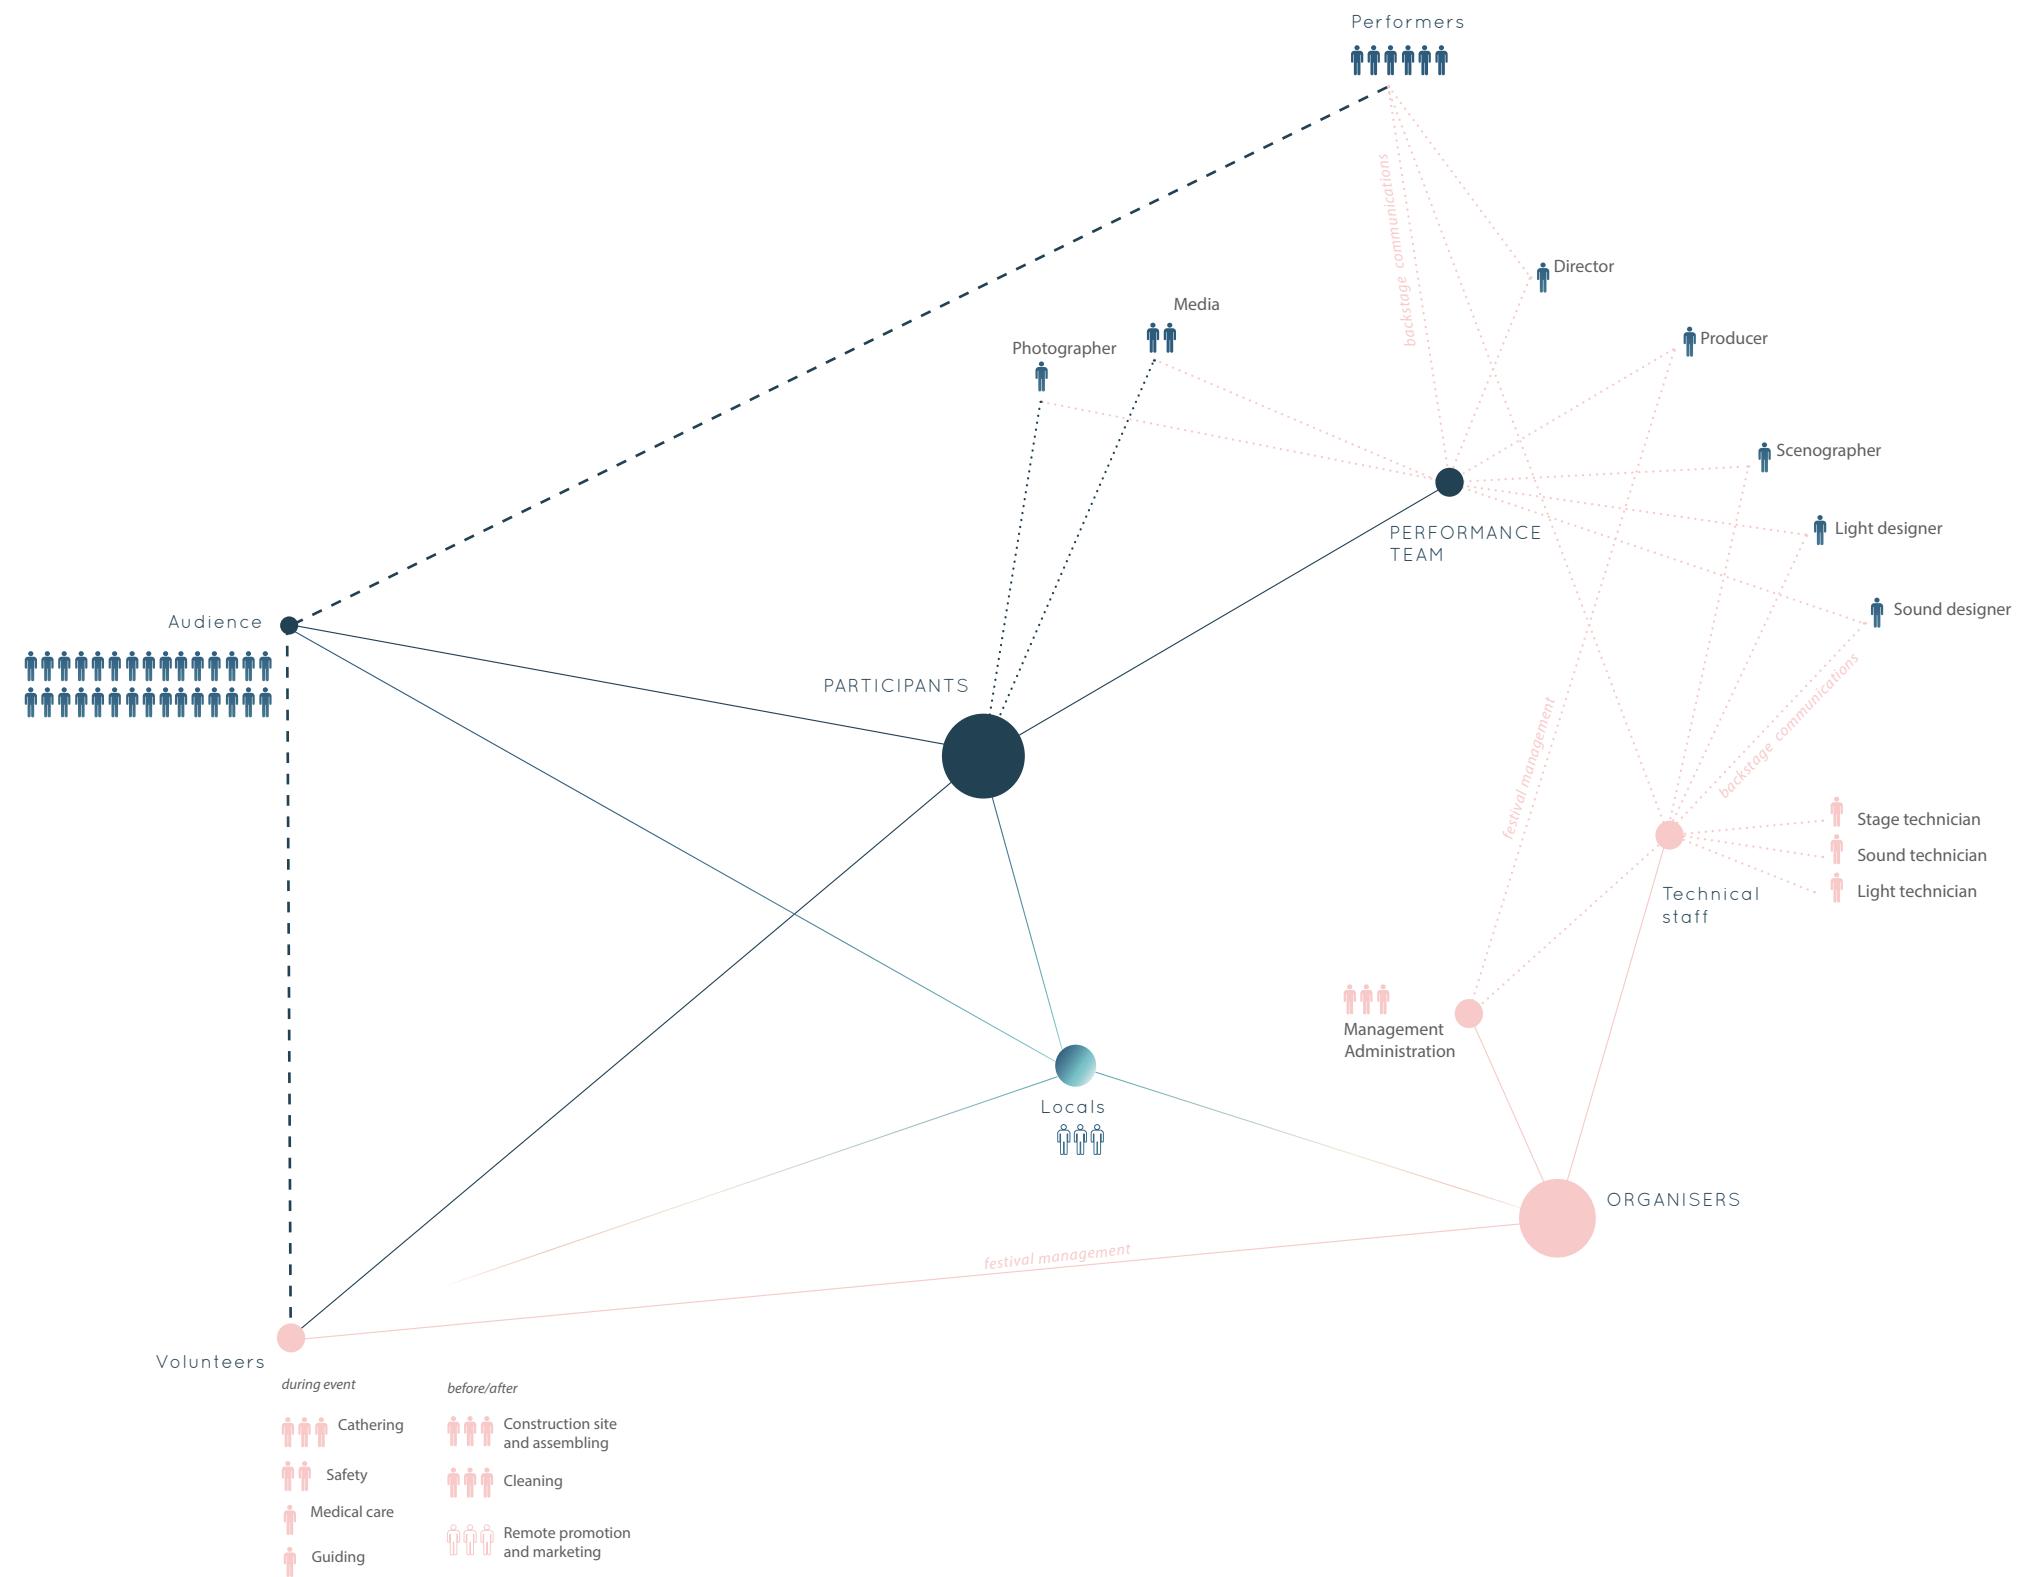 Performers
backstage communications
Director
Media
Producer
Photographer
Scenographer
PERFORMANCE
TEAM
Light designer
Sound designer
Audience
PARTICIPANTS
backstage communications
festival management
Stage technician
Sound technician
Light technician
Technical
staff
Management
Administration
Locals
ORGANISERS
festival management
Volunteers
during event
before/after
Cathering
Construction site
and assembling
Safety
Cleaning
Medical care
Remote promotion
and marketing
Guiding